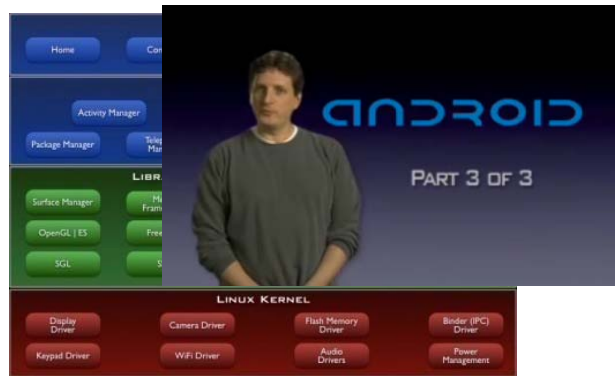 Home
Activity Manager
Package Manager
Surface Manager
OpenGL | ES
SGL
ANDROID
PART 3 OF 3
LINUX KERNEL
Display Driver
Camera Driver
Flash Memory Driver
Binder (IPC) Driver
Keypad Driver
WiFi Driver
Audio Drivers
Power Management